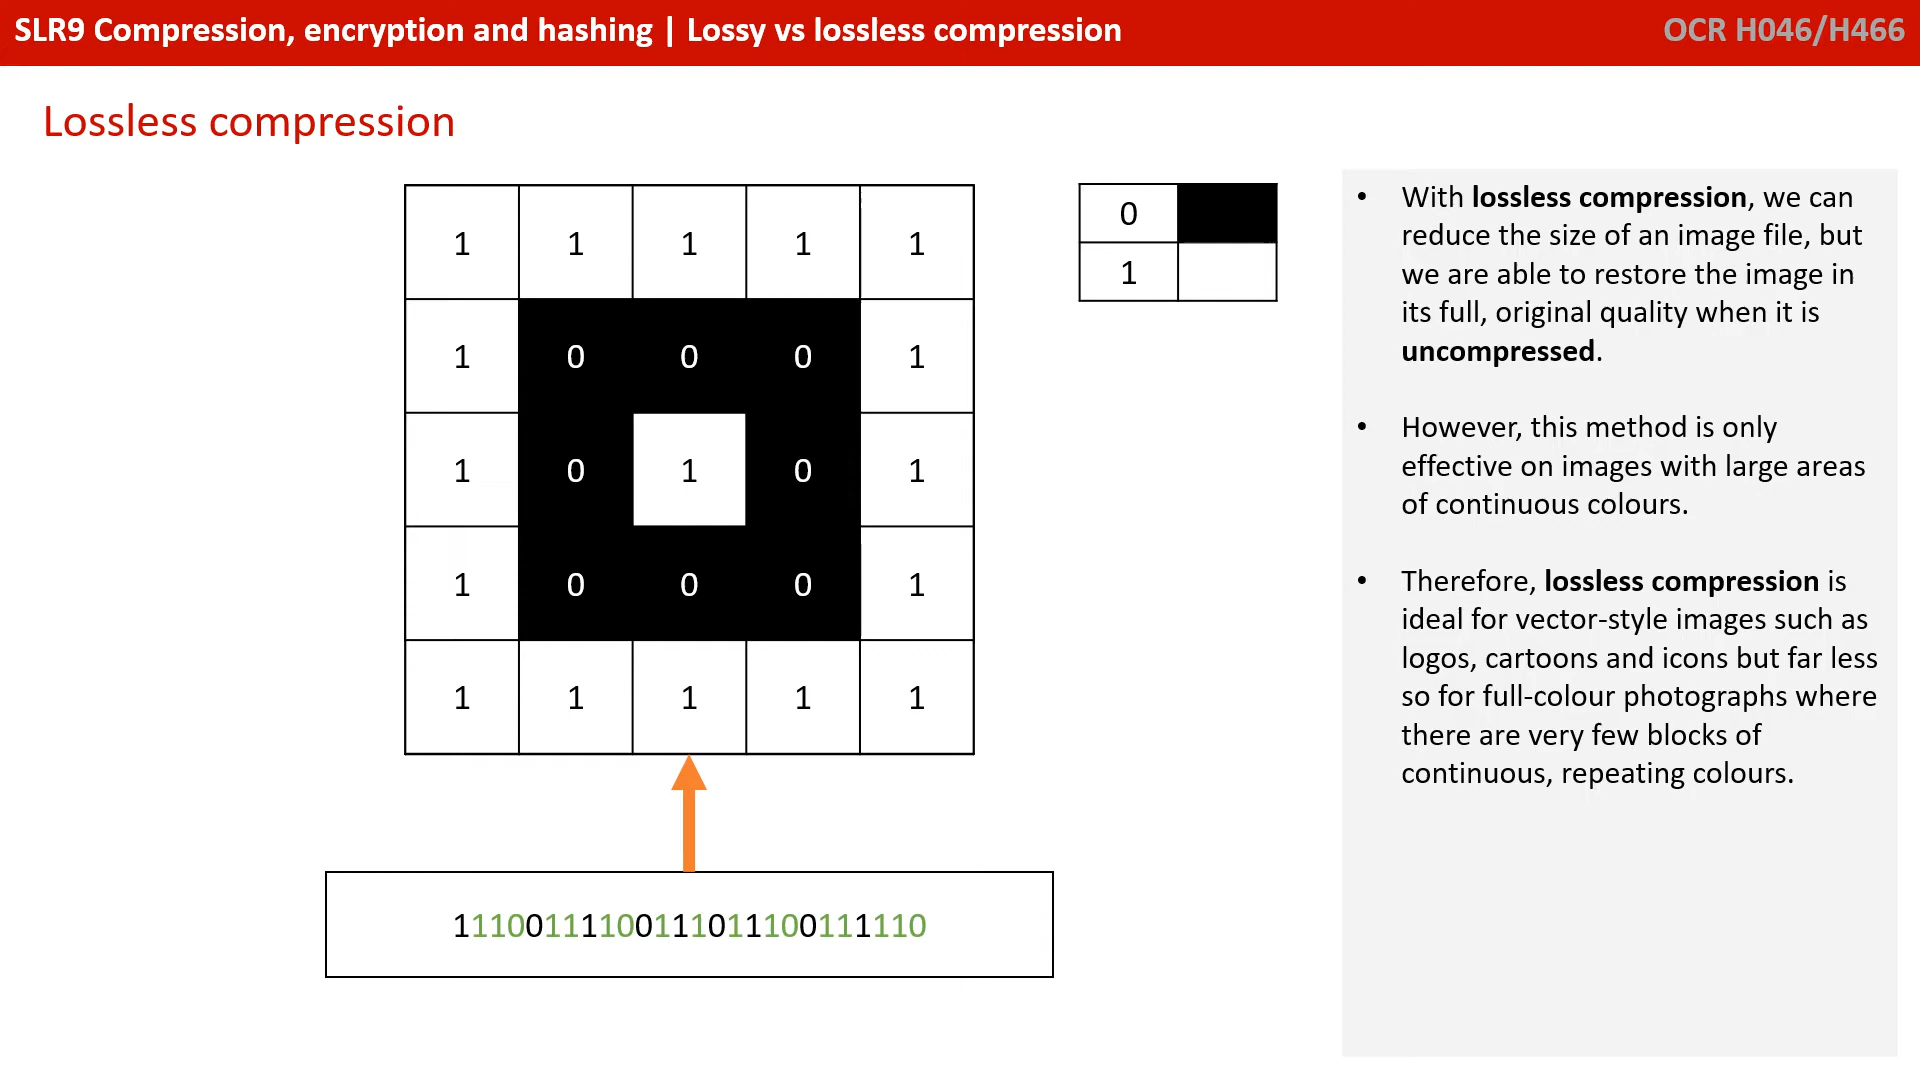 SLR9 Compression, encryption and hashing | Lossy vs lossless compression
OCR H046/H466
Lossless compression
1 1 1 1 1
1 0 0 0 1
1 0 1 0 1
1 0 0 0 1
1 1 1 1 1
11100111100111011100111110
0
1
• With lossless compression, we can
reduce the size of an image file, but
we are able to restore the image in
its full, original quality when it is
uncompressed.
• However, this method is only
effective on images with large areas
of continuous colours.
• Therefore, lossless compression is
ideal for vector-style images such as
logos, cartoons and icons but far less
so for full-colour photographs where
there are very few blocks of
continuous, repeating colours.